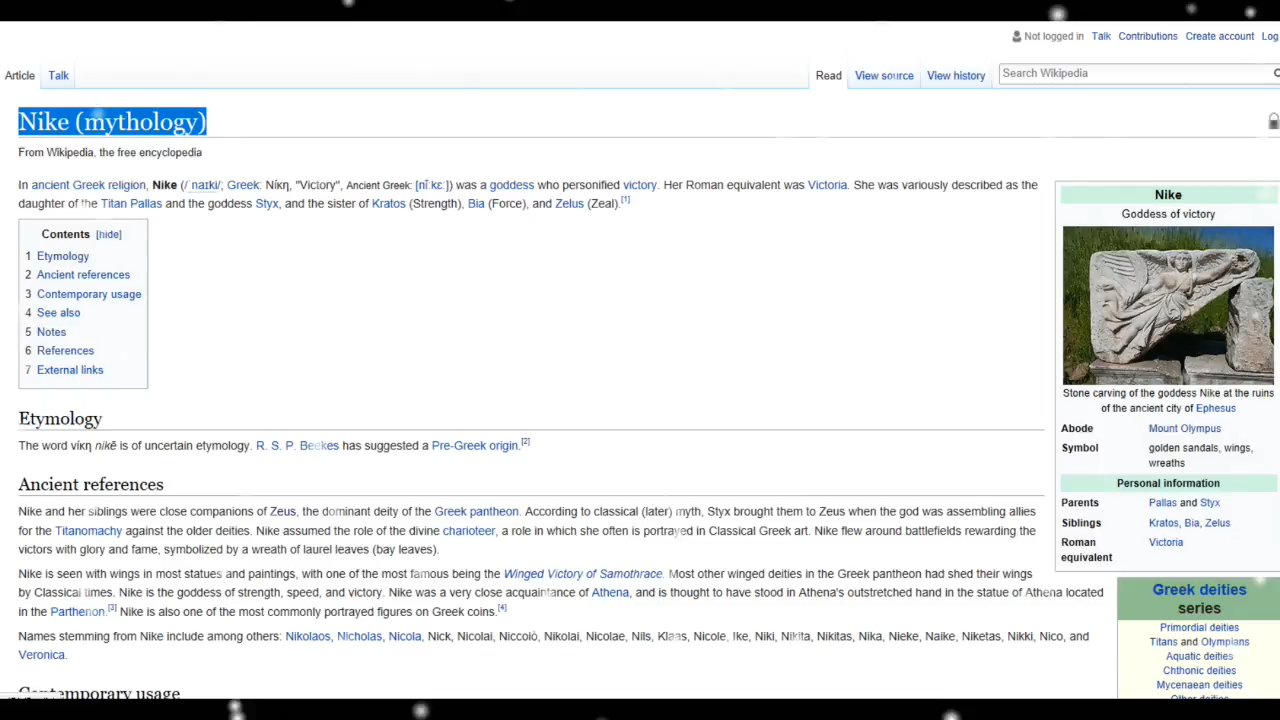 Not logged in Talk Contributions Create account Log
Article Talk Read View source View history Search Wikipedia
Nike (mythology)
From Wikipedia, the free encyclopedia
In ancient Greek religion, Nike (/ˈnaɪki/; Greek: Νίκη, "Victory", Ancient Greek: [nǐːkɛː]) was a goddess who personified victory. Her Roman equivalent was Victoria. She was variously described as the
daughter of the Titan Pallas and the goddess Styx, and the sister of Kratos (Strength), Bia (Force), and Zelus (Zeal).[1]
Contents [hide]
1 Etymology
2 Ancient references
3 Contemporary usage
4 See also
5 Notes
6 References
7 External links
Etymology
The word νίκη nikē is of uncertain etymology. R. S. P. Beekes has suggested a Pre-Greek origin.[2]
Ancient references
Nike and her siblings were close companions of Zeus, the dominant deity of the Greek pantheon. According to classical (later) myth, Styx brought them to Zeus when the god was assembling allies
for the Titanomachy against the older deities. Nike assumed the role of the divine charioteer, a role in which she often is portrayed in Classical Greek art. Nike flew around battlefields rewarding the
victors with glory and fame, symbolized by a wreath of laurel leaves (bay leaves).
Nike is seen with wings in most statues and paintings, with one of the most famous being the Winged Victory of Samothrace. Most other winged deities in the Greek pantheon had shed their wings
by Classical times. Nike is the goddess of strength, speed, and victory. Nike was a very close acquaintance of Athena, and is thought to have stood in Athena's outstretched hand in the statue of Athena located
in the Parthenon.[3] Nike is also one of the most commonly portrayed figures on Greek coins.[4]
Names stemming from Nike include among others: Nikolaos, Nicholas, Nicola, Nick, Nicolai, Niccolò, Nikolai, Nicolae, Nils, Klaas, Nicole, Ike, Niki, Nikita, Nikitas, Nika, Nieke, Naike, Niketas, Nikki, Nico, and
Veronica.
Contemporary usage
Nike
Goddess of victory
Stone carving of the goddess Nike at the ruins
of the ancient city of Ephesus
Abode Mount Olympus
Symbol golden sandals, wings,
wreaths
Personal information
Parents Pallas and Styx
Siblings Kratos, Bia, Zelus
Roman Victoria
equivalent
Greek deities
series
Primordial deities
Titans and Olympians
Aquatic deities
Chthonic deities
Mycenaean deities
Other deities